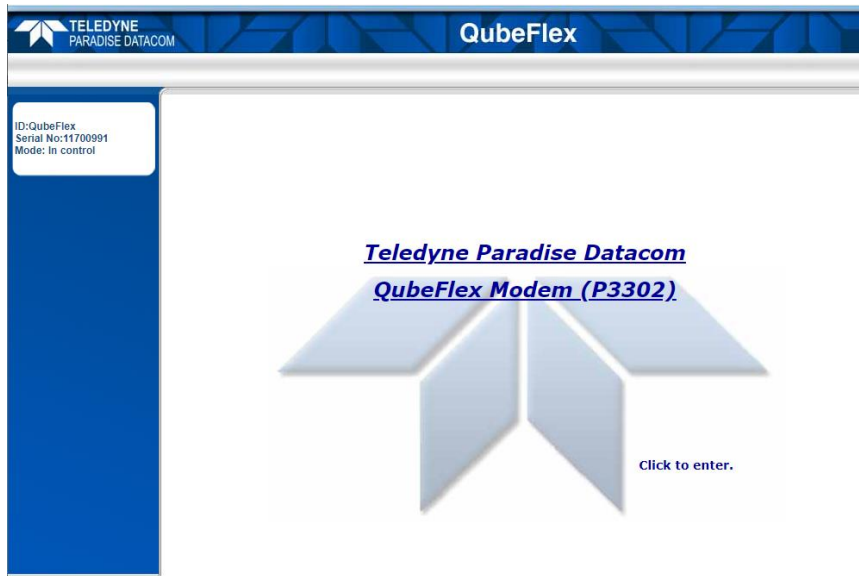 TELEDYNE
PARADISE DATACOM
QubeFlex
ID:QubeFlex
Serial No:11700991
Mode: In control
Teledyne Paradise Datacom
QubeFlex Modem (P3302)
Click to enter.